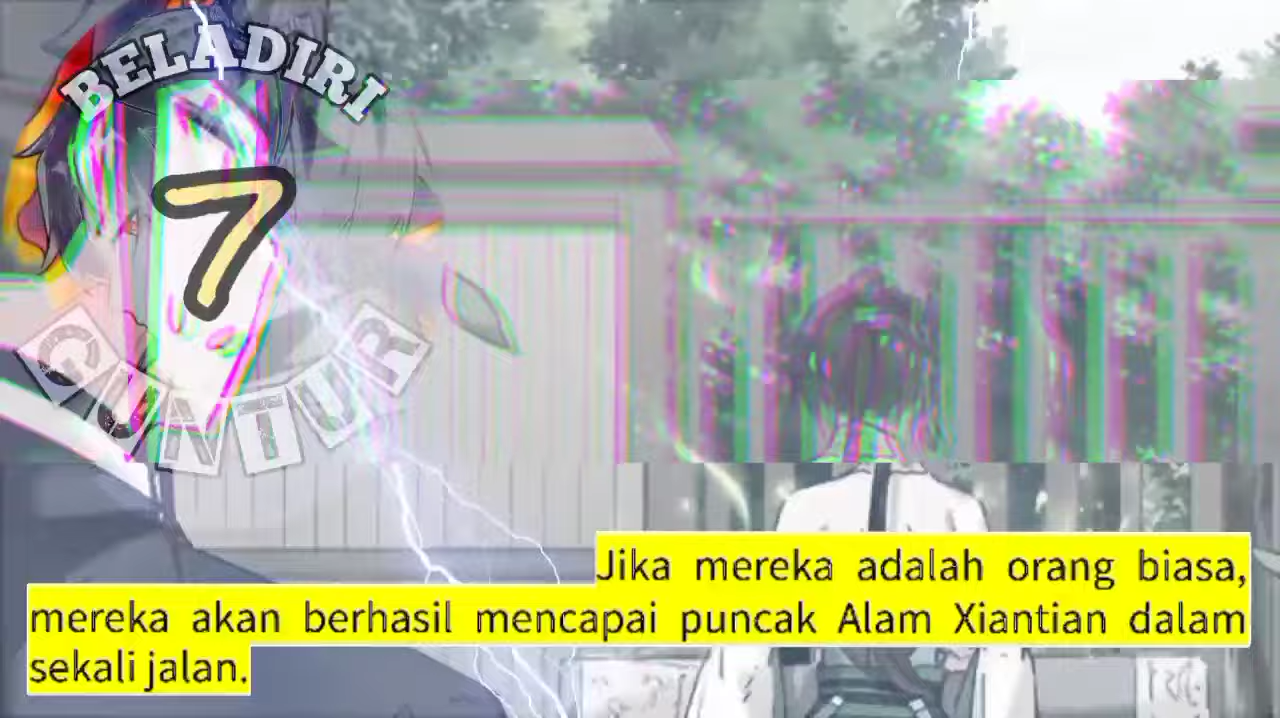 BELADIRI
7
GUNTUR
Jika mereka adalah orang biasa,
mereka akan berhasil mencapai puncak Alam Xiantian dalam
sekali jalan.